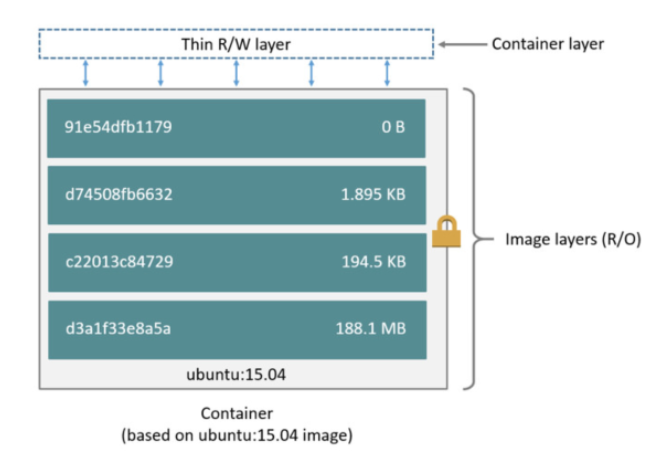 Thin R/W layer
Container layer
91e54dfb1179 0 B
d74508fb6632 1.895 KB
c22013c84729 194.5 KB
d3a1f33e8a5a 188.1 MB
Image layers (R/O)
ubuntu:15.04
Container
(based on ubuntu:15.04 image)